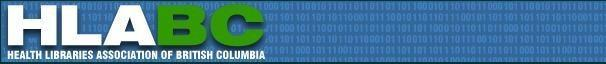 HLABC
HEALTH LIBRARIES ASSOCIATION OF BRITISH COLUMBIA